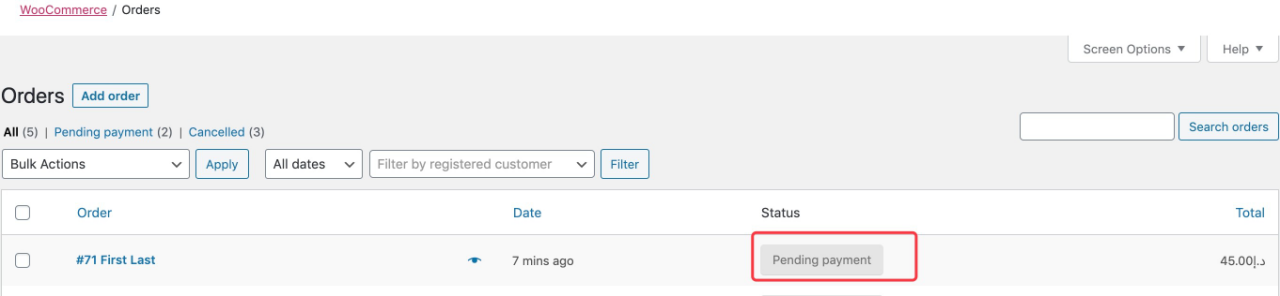 WooCommerce / Orders
Screen Options ▼ Help ▼
Orders Add order
All (5) | Pending payment (2) | Cancelled (3)
Search orders
Bulk Actions Apply All dates Filter by registered customer Filter
Order Date Status Total
#71 First Last 7 mins ago Pending payment 45.00د.إ